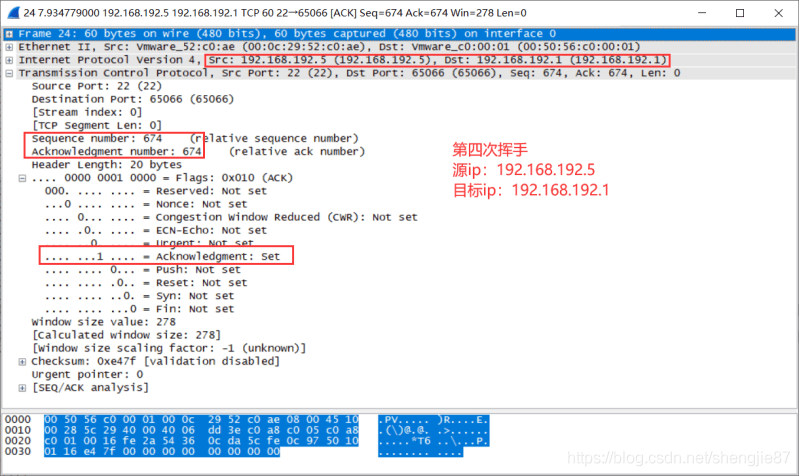 24 7.934779000 192.168.192.5 192.168.192.1 TCP 60 22→65066 [ACK] Seq=674 Ack=674 Win=278 Len=0
Frame 24: 60 bytes on wire (480 bits), 60 bytes captured (480 bits) on interface 0
Ethernet II, Src: Vmware_52:c0:ae (00:0c:29:52:c0:ae), Dst: Vmware_c0:00:01 (00:50:56:c0:00:01)
Internet Protocol Version 4, Src: 192.168.192.5 (192.168.192.5), Dst: 192.168.192.1 (192.168.192.1)
Transmission Control Protocol, Src Port: 22 (22), Dst Port: 65066 (65066), Seq: 674, Ack: 674, Len: 0
Source Port: 22 (22)
Destination Port: 65066 (65066)
[Stream index: 0]
[TCP Segment Len: 0]
Sequence number: 674 (relative sequence number)
Acknowledgment number: 674 (relative ack number)
Header Length: 20 bytes
.... 0000 0001 0000 = Flags: 0x010 (ACK)
000. .... .... = Reserved: Not set
...0 .... .... = Nonce: Not set
.... 0... .... = Congestion Window Reduced (CWR): Not set
.... .0.. .... = ECN-Echo: Not set
.... ..0. .... = Urgent: Not set
.... ...1 .... = Acknowledgment: Set
.... .... 0... = Push: Not set
.... .... .0.. = Reset: Not set
.... .... ..0. = Syn: Not set
.... .... ...0 = Fin: Not set
Window size value: 278
[Calculated window size: 278]
[Window size scaling factor: -1 (unknown)]
Checksum: 0xe47f [validation disabled]
Urgent pointer: 0
[SEQ/ACK analysis]
第四次挥手
源ip：192.168.192.5
目标ip：192.168.192.1
0000 00 50 56 c0 00 01 00 0c 29 52 c0 ae 08 00 45 10 .PV..... )R....E.
0010 00 28 5c 29 40 00 40 06 dd 3e c0 a8 c0 05 c0 a8 .(\)@.@. .>......
0020 c0 01 00 16 fe 2a 54 36 0c da 5c fe 0c 97 50 10 .....*T6 ..\...P.
0030 01 16 e4 7f 00 00 00 00 00 00 00 00 ........ ....
https://blog.csdn.net/shengjie87